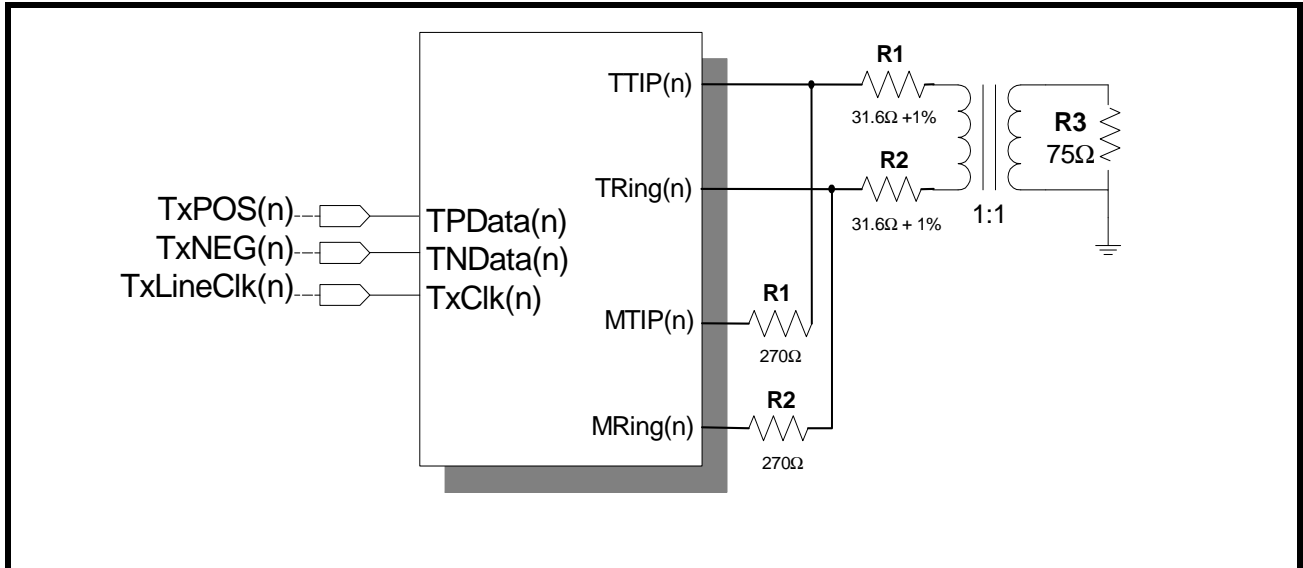 R1
TTIP(n)
31.6Ω +1%
R3
75Ω
R2
TRing(n)
31.6Ω + 1%
1:1
TxPOS(n)
TPData(n)
TxNEG(n)
TNData(n)
TxLineClk(n)
TxClk(n)
R1
MTIP(n)
270Ω
R2
MRing(n)
270Ω